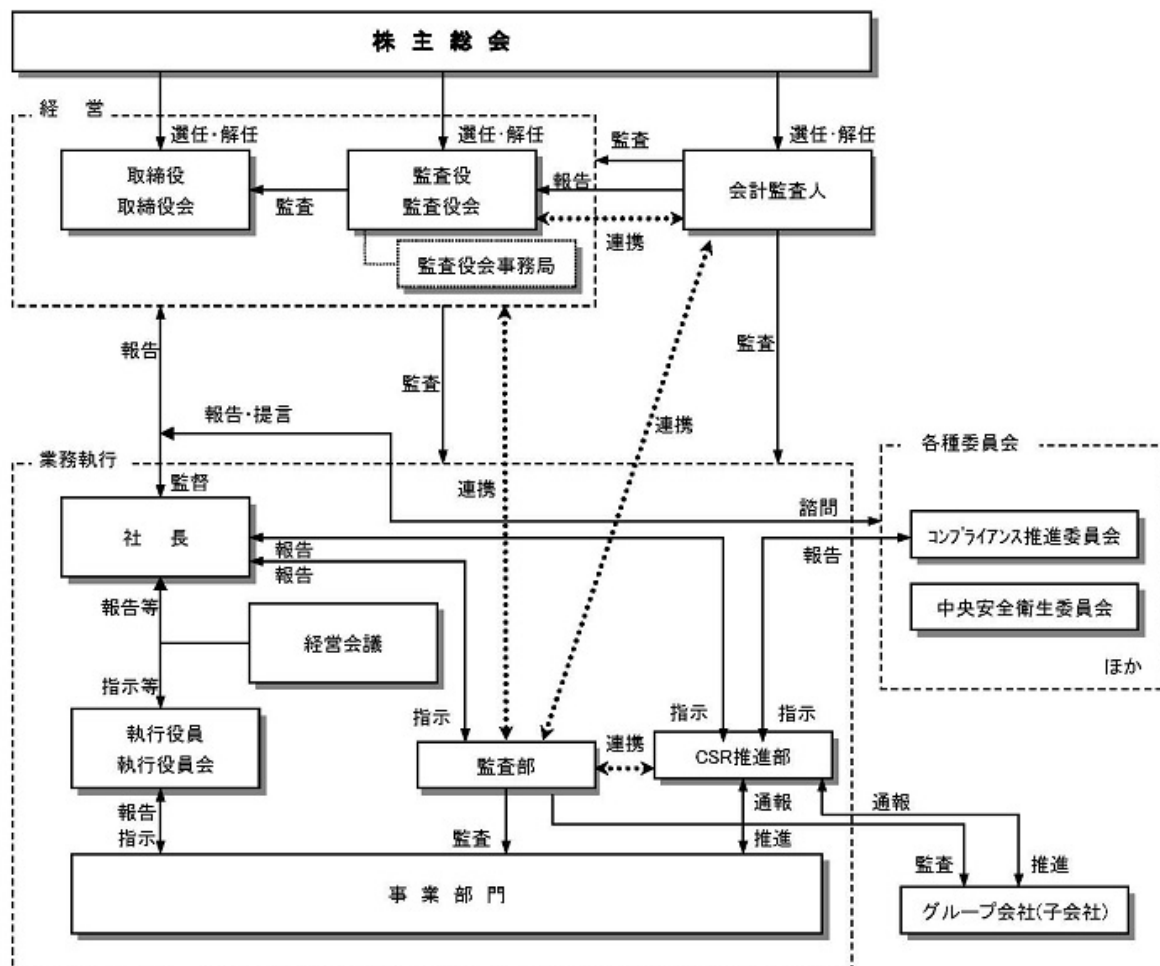 株主総会
経営
選任・解任
選任・解任
選任・解任
監査
取締役
取締役会
監査
監査役
監査役会
報告
会計監査人
連携
監査役会事務局
報告
監査
監査
報告・提言
連携
各種委員会
業務執行
監督
連携
諮問
社長
報告
報告
報告
コンプライアンス推進委員会
報告等
経営会議
中央安全衛生委員会
ほか
指示等
指示
指示
指示
執行役員
執行役員会
監査部
連携
CSR推進部
報告
指示
監査
通報
推進
通報
監査
推進
事業部門
グループ会社(子会社)